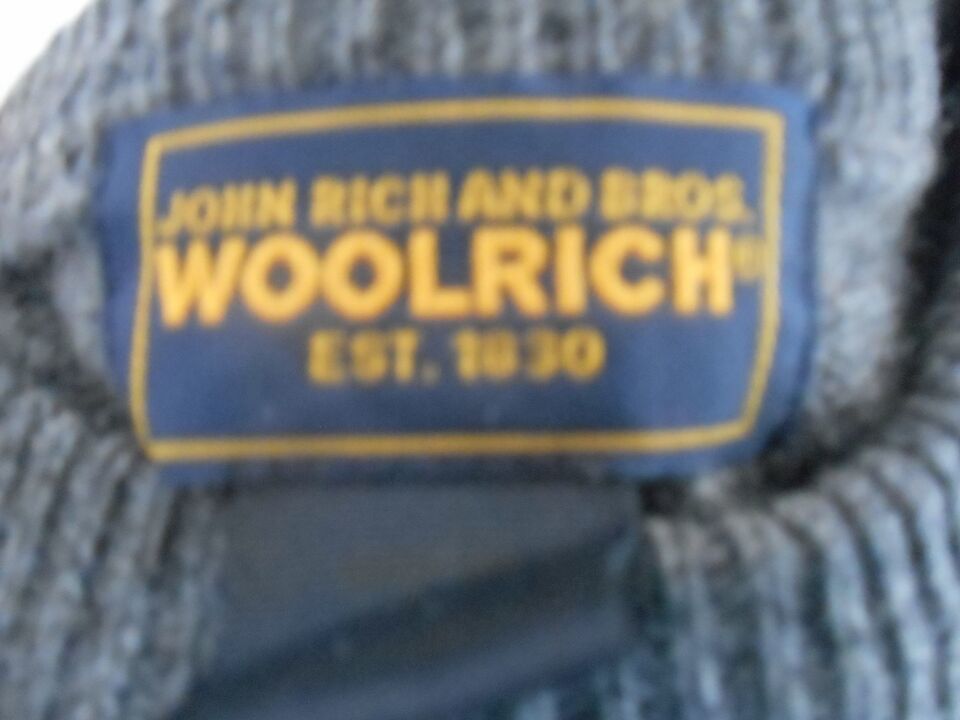 JOHN RICH AND BROS.
WOOLRICH®
EST. 1830